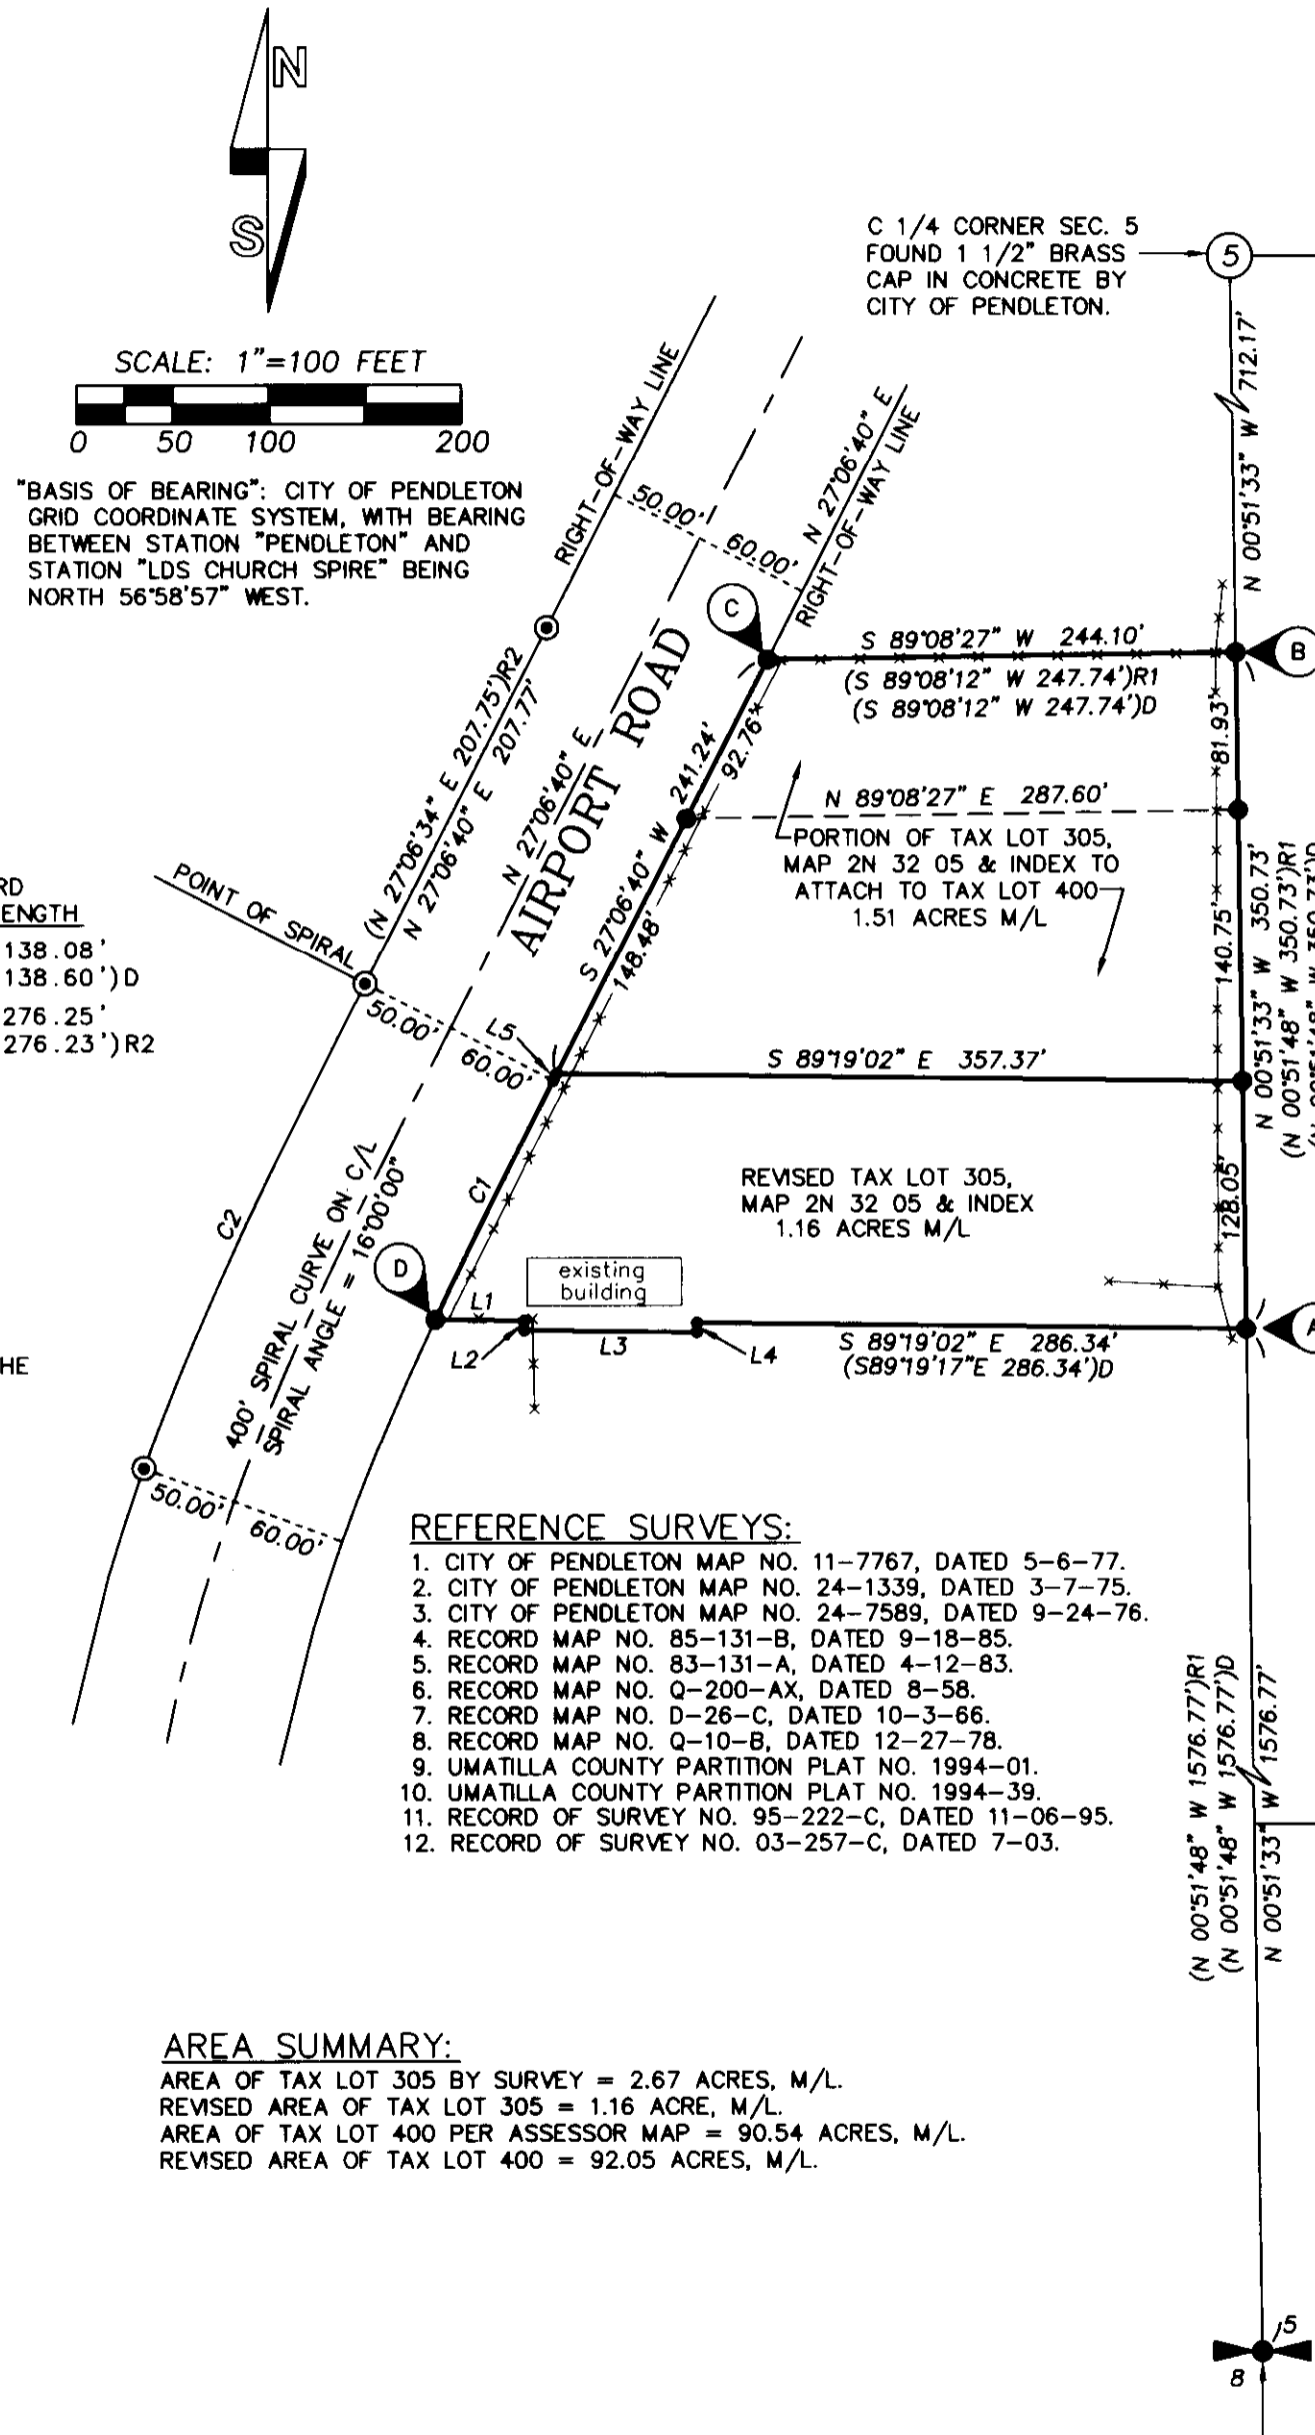 N
S
SCALE: 1"=100 FEET
0 50 100 200
"BASIS OF BEARING": CITY OF PENDLETON
GRID COORDINATE SYSTEM, WITH BEARING
BETWEEN STATION "PENDLETON" AND
STATION "LDS CHURCH SPIRE" BEING
NORTH 56°58'57" WEST.
C 1/4 CORNER SEC. 5
FOUND 1 1/2" BRASS
CAP IN CONCRETE BY
CITY OF PENDLETON.
5
N 00°51'33" W 712.17'
RIGHT-OF-WAY LINE
50.00'
60.00'
N 27°06'40" E
RIGHT-OF-WAY LINE
C
B
S 89°08'27" W 244.10'
(S 89°08'12" W 247.74')R1
(S 89°08'12" W 247.74')D
81.93'
(N 27°06'34" E 207.75')R2
N 27°06'40" E 207.77'
N 27°06'40" E
AIRPORT ROAD
S 27°06'40" W 241.24'
92.76'
148.48'
N 89°08'27" E 287.60'
PORTION OF TAX LOT 305,
MAP 2N 32 05 & INDEX TO
ATTACH TO TAX LOT 400
1.51 ACRES M/L
140.75'
N 00°51'33" W 350.73'
(N 00°51'48" W 350.73')R1
RD
ENGTH
138.08'
138.60')D
276.25'
276.23')R2
POINT OF SPIRAL
50.00'
60.00'
L5
S 89°19'02" E 357.37'
REVISED TAX LOT 305,
MAP 2N 32 05 & INDEX
1.16 ACRES M/L
128.05'
C2
C1
400' SPIRAL CURVE ON C/L
SPIRAL ANGLE = 16°00'00"
D
existing
building
L1
L2
L3
L4
S 89°19'02" E 286.34'
(S89°19'17"E 286.34')D
A
HE
50.00'
60.00'
REFERENCE SURVEYS:
1. CITY OF PENDLETON MAP NO. 11-7767, DATED 5-6-77.
2. CITY OF PENDLETON MAP NO. 24-1339, DATED 3-7-75.
3. CITY OF PENDLETON MAP NO. 24-7589, DATED 9-24-76.
4. RECORD MAP NO. 85-131-B, DATED 9-18-85.
5. RECORD MAP NO. 83-131-A, DATED 4-12-83.
6. RECORD MAP NO. Q-200-AX, DATED 8-58.
7. RECORD MAP NO. D-26-C, DATED 10-3-66.
8. RECORD MAP NO. Q-10-B, DATED 12-27-78.
9. UMATILLA COUNTY PARTITION PLAT NO. 1994-01.
10. UMATILLA COUNTY PARTITION PLAT NO. 1994-39.
11. RECORD OF SURVEY NO. 95-222-C, DATED 11-06-95.
12. RECORD OF SURVEY NO. 03-257-C, DATED 7-03.
(N 00°51'48" W 1576.77')R1
(N 00°51'48" W 1576.77')D
N 00°51'33" W 1576.77'
AREA SUMMARY:
AREA OF TAX LOT 305 BY SURVEY = 2.67 ACRES, M/L.
REVISED AREA OF TAX LOT 305 = 1.16 ACRE, M/L.
AREA OF TAX LOT 400 PER ASSESSOR MAP = 90.54 ACRES, M/L.
REVISED AREA OF TAX LOT 400 = 92.05 ACRES, M/L.
5
8